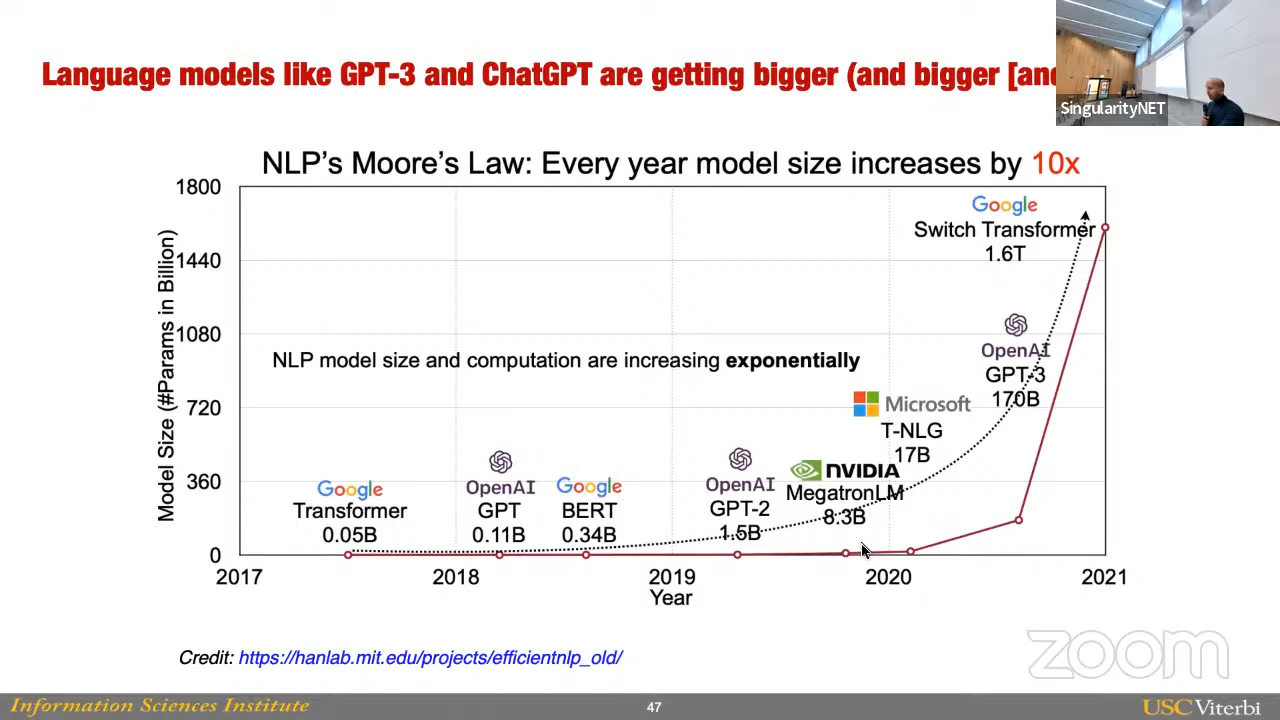 Language models like GPT-3 and ChatGPT are getting bigger (and bigger [and
SingularityNET
NLP's Moore's Law: Every year model size increases by 10x
Model Size (#Params in Billion)
1800
1440
1080
720
360
0
Google
Switch Transformer
1.6T
OpenAI
GPT-3
170B
NLP model size and computation are increasing exponentially
Microsoft
T-NLG
17B
NVIDIA
MegatronLM
8.3B
OpenAI
GPT-2
1.5B
Google
BERT
0.34B
OpenAI
GPT
0.11B
Google
Transformer
0.05B
2017 2018 2019 2020 2021
Year
Credit: https://hanlab.mit.edu/projects/efficientnlp_old/
zoom
Information Sciences Institute
47
USC Viterbi